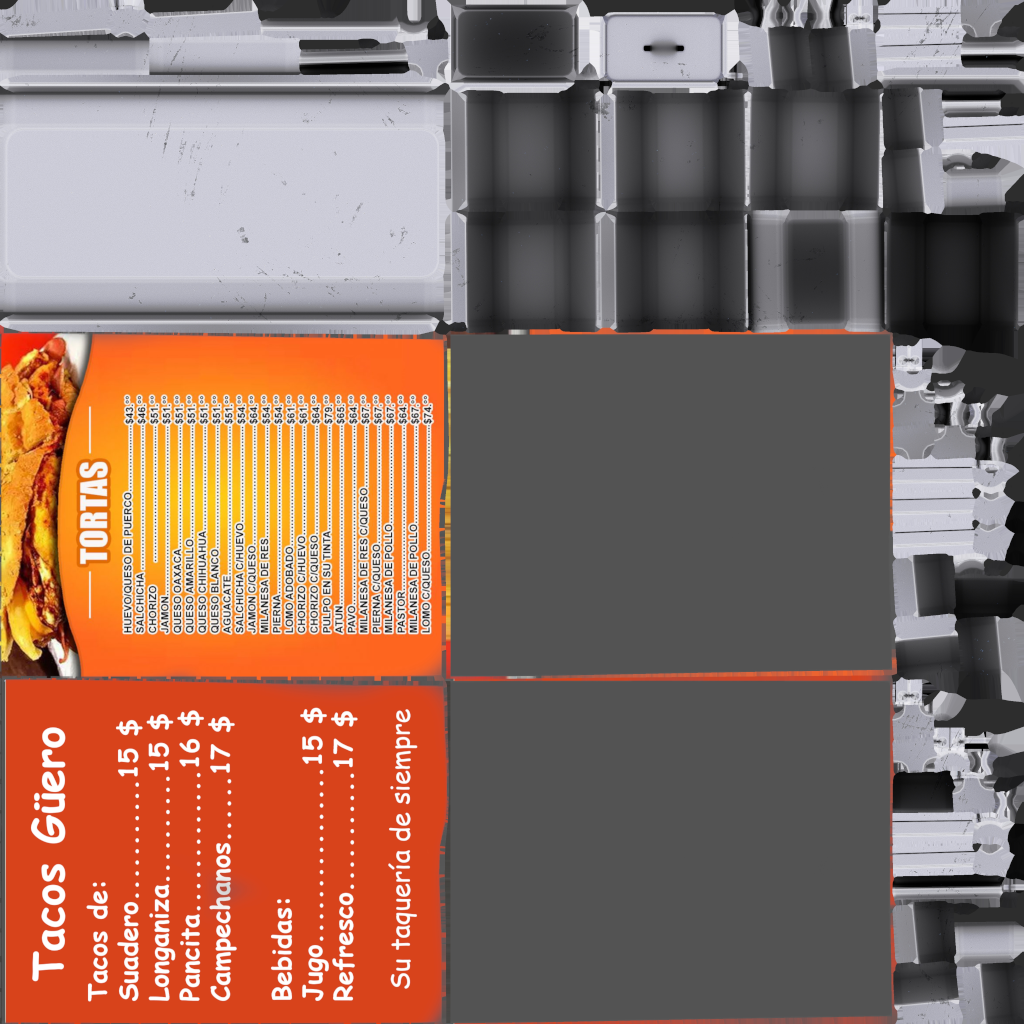 TORTAS
HUEVO/QUESO DE PUERCO........$43.00
SALCHICHA........$46.00
CHORIZO ........$51.00
JAMON........$51.00
QUESO OAXACA........$51.00
QUESO AMARILLO........$51.00
QUESO CHIHUAHUA........$51.00
QUESO BLANCO........$51.00
AGUACATE........$51.00
SALCHICHA C/HUEVO........$54.00
JAMON C/QUESO........$64.00
MILANESA DE RES........$54.00
PIERNA........$54.00
LOMO ADOBADO........$61.00
CHORIZO C/HUEVO........$61.00
CHORIZO C/QUESO........$64.00
PULPO EN SU TINTA........$79.00
ATUN........$65.00
PAVO........$64.00
MILANESA DE RES C/QUESO........$67.00
PIERNA C/QUESO........$67.00
MILANESA DE POLLO........$67.00
PASTOR........$64.00
MILANESA DE POLLO........$67.00
LOMO C/QUESO........$74.00
Tacos Güero
Tacos de:
Suadero............15 $
Longaniza............15 $
Pancita............16 $
Campechanos......17 $
Bebidas:
Jugo..................15 $
Refresco............17 $
Su taquería de siempre